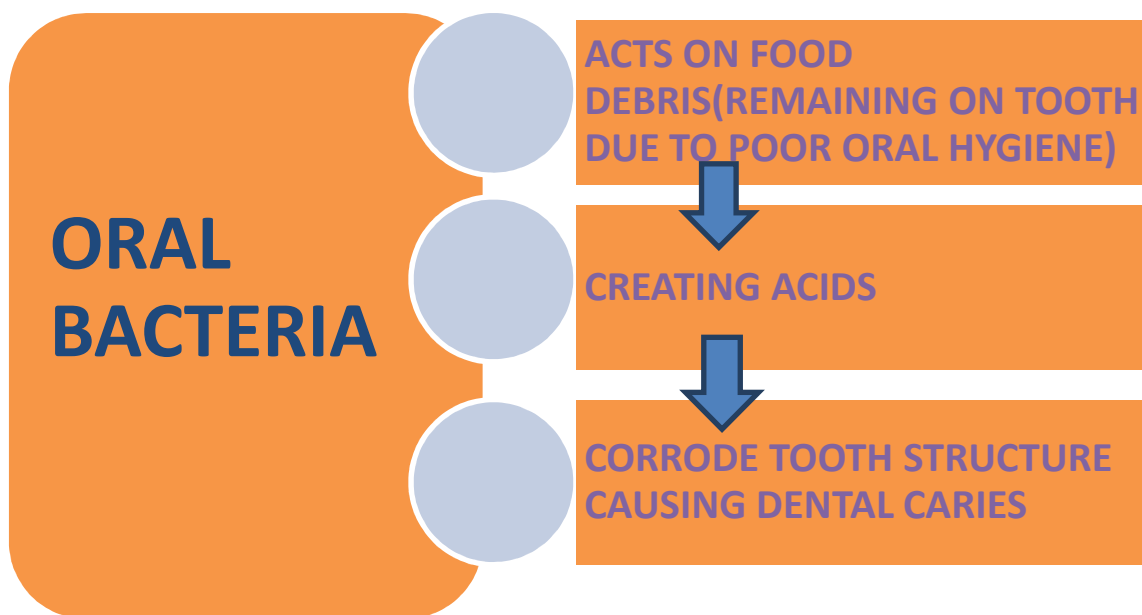 ORAL
BACTERIA
ACTS ON FOOD
DEBRIS(REMAINING ON TOOTH
DUE TO POOR ORAL HYGIENE)
CREATING ACIDS
CORRODE TOOTH STRUCTURE
CAUSING DENTAL CARIES